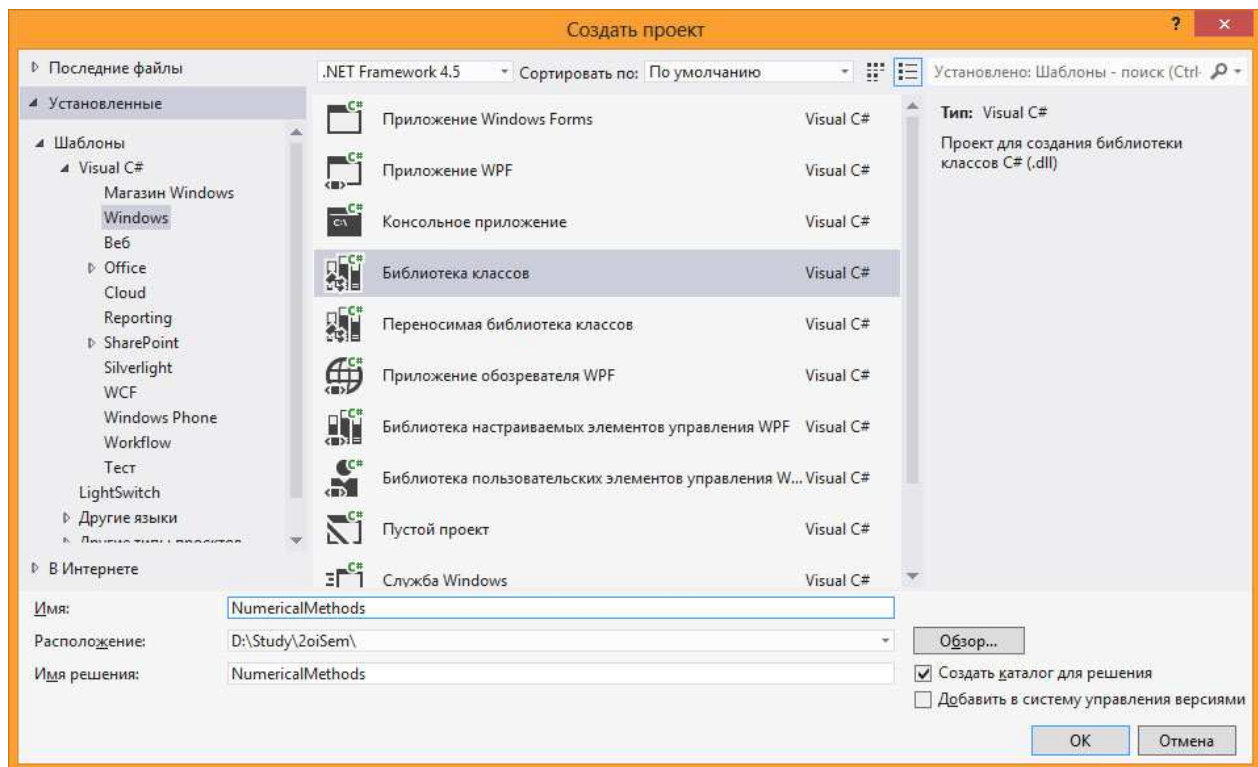 Создать проект
?
Последние файлы
.NET Framework 4.5
Сортировать по:
По умолчанию
Установлено: Шаблоны - поиск (Ctrl-
Установленные
Шаблоны
Visual C#
Магазин Windows
Windows
Веб
Office
Cloud
Reporting
SharePoint
Silverlight
WCF
Windows Phone
Workflow
Тест
LightSwitch
Другие языки
Другие типы проектов
В Интернете
Приложение Windows Forms Visual C#
Приложение WPF Visual C#
Консольное приложение Visual C#
Библиотека классов Visual C#
Переносимая библиотека классов Visual C#
Приложение обозревателя WPF Visual C#
Библиотека настраиваемых элементов управления WPF Visual C#
Библиотека пользовательских элементов управления W... Visual C#
Пустой проект Visual C#
Служба Windows Visual C#
Тип: Visual C#
Проект для создания библиотеки
классов C# (.dll)
Имя: NumericalMethods
Расположение: D:\Study\2oiSem\
Обзор...
Имя решения: NumericalMethods
Создать каталог для решения
Добавить в систему управления версиями
OK
Отмена